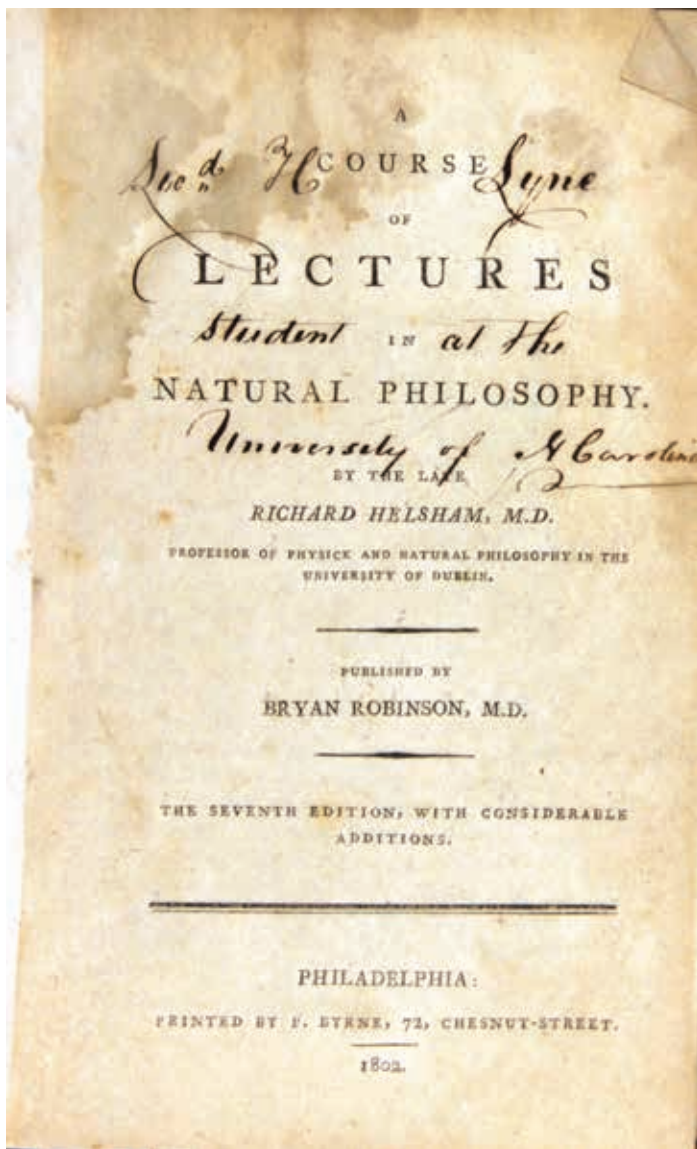 A
COURSE
Lyne
OF
LECTURES
Student at the
IN
NATURAL PHILOSOPHY.
University of N Carolina
BY THE LATE
RICHARD HELSHAM, M.D.
PROFESSOR OF PHYSICK AND NATURAL PHILOSOPHY IN THE
UNIVERSITY OF DUBLIN.
PUBLISHED BY
BRYAN ROBINSON, M.D.
THE SEVENTH EDITION, WITH CONSIDERABLE
ADDITIONS.
PHILADELPHIA:
PRINTED BY P. BYRNE, 72, CHESNUT-STREET.
1802.